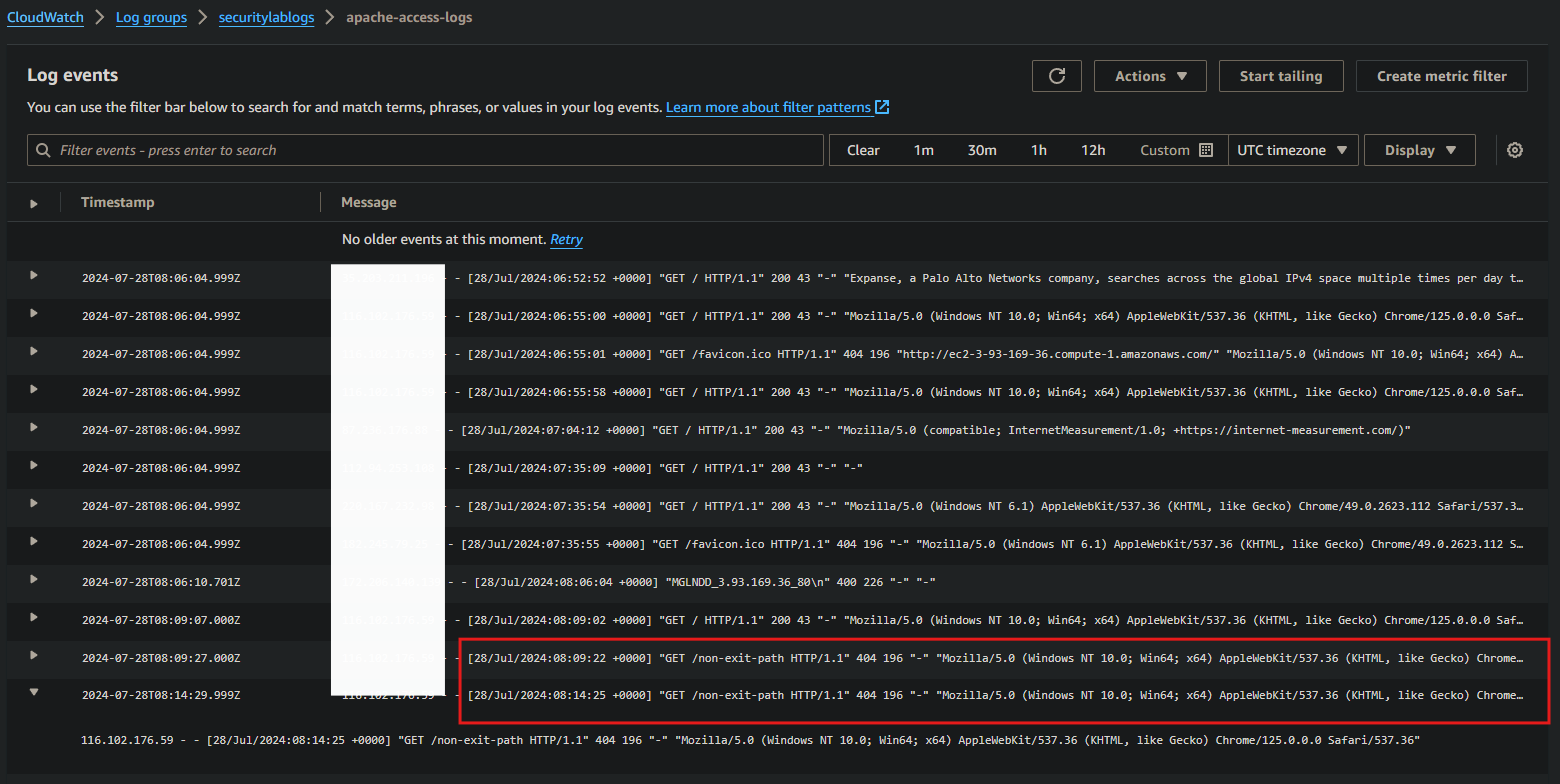 CloudWatch > Log groups > securitylablogs > apache-access-logs
Log events
Actions ▼ Start tailing Create metric filter
You can use the filter bar below to search for and match terms, phrases, or values in your log events. Learn more about filter patterns
Filter events - press enter to search Clear 1m 30m 1h 12h Custom UTC timezone ▼ Display ▼
Timestamp Message
No older events at this moment. Retry
2024-07-28T08:06:04.999Z - - [28/Jul/2024:06:52:52 +0000] "GET / HTTP/1.1" 200 43 "-" "Expanse, a Palo Alto Networks company, searches across the global IPv4 space multiple times per day t…
2024-07-28T08:06:04.999Z - - [28/Jul/2024:06:55:00 +0000] "GET / HTTP/1.1" 200 43 "-" "Mozilla/5.0 (Windows NT 10.0; Win64; x64) AppleWebKit/537.36 (KHTML, like Gecko) Chrome/125.0.0.0 Saf…
2024-07-28T08:06:04.999Z - - [28/Jul/2024:06:55:01 +0000] "GET /favicon.ico HTTP/1.1" 404 196 "http://ec2-3-93-169-36.compute-1.amazonaws.com/" "Mozilla/5.0 (Windows NT 10.0; Win64; x64) A…
2024-07-28T08:06:04.999Z - - [28/Jul/2024:06:55:58 +0000] "GET / HTTP/1.1" 200 43 "-" "Mozilla/5.0 (Windows NT 10.0; Win64; x64) AppleWebKit/537.36 (KHTML, like Gecko) Chrome/125.0.0.0 Saf…
2024-07-28T08:06:04.999Z - - [28/Jul/2024:07:04:12 +0000] "GET / HTTP/1.1" 200 43 "-" "Mozilla/5.0 (compatible; InternetMeasurement/1.0; +https://internet-measurement.com/)"
2024-07-28T08:06:04.999Z - - [28/Jul/2024:07:35:09 +0000] "GET / HTTP/1.1" 200 43 "-" "-"
2024-07-28T08:06:04.999Z - - [28/Jul/2024:07:35:54 +0000] "GET / HTTP/1.1" 200 43 "-" "Mozilla/5.0 (Windows NT 6.1) AppleWebKit/537.36 (KHTML, like Gecko) Chrome/49.0.2623.112 Safari/537.3…
2024-07-28T08:06:04.999Z - - [28/Jul/2024:07:35:55 +0000] "GET /favicon.ico HTTP/1.1" 404 196 "-" "Mozilla/5.0 (Windows NT 6.1) AppleWebKit/537.36 (KHTML, like Gecko) Chrome/49.0.2623.112 S…
2024-07-28T08:06:10.701Z - - [28/Jul/2024:08:06:04 +0000] "MGLNDD_3.93.169.36_80\n" 400 226 "-" "-"
2024-07-28T08:09:07.000Z - - [28/Jul/2024:08:09:02 +0000] "GET / HTTP/1.1" 200 43 "-" "Mozilla/5.0 (Windows NT 10.0; Win64; x64) AppleWebKit/537.36 (KHTML, like Gecko) Chrome/125.0.0.0 Saf…
2024-07-28T08:09:27.000Z - - [28/Jul/2024:08:09:22 +0000] "GET /non-exit-path HTTP/1.1" 404 196 "-" "Mozilla/5.0 (Windows NT 10.0; Win64; x64) AppleWebKit/537.36 (KHTML, like Gecko) Chrome…
2024-07-28T08:14:29.999Z - - [28/Jul/2024:08:14:25 +0000] "GET /non-exit-path HTTP/1.1" 404 196 "-" "Mozilla/5.0 (Windows NT 10.0; Win64; x64) AppleWebKit/537.36 (KHTML, like Gecko) Chrome…
116.102.176.59 - - [28/Jul/2024:08:14:25 +0000] "GET /non-exit-path HTTP/1.1" 404 196 "-" "Mozilla/5.0 (Windows NT 10.0; Win64; x64) AppleWebKit/537.36 (KHTML, like Gecko) Chrome/125.0.0.0 Safari/537.36"